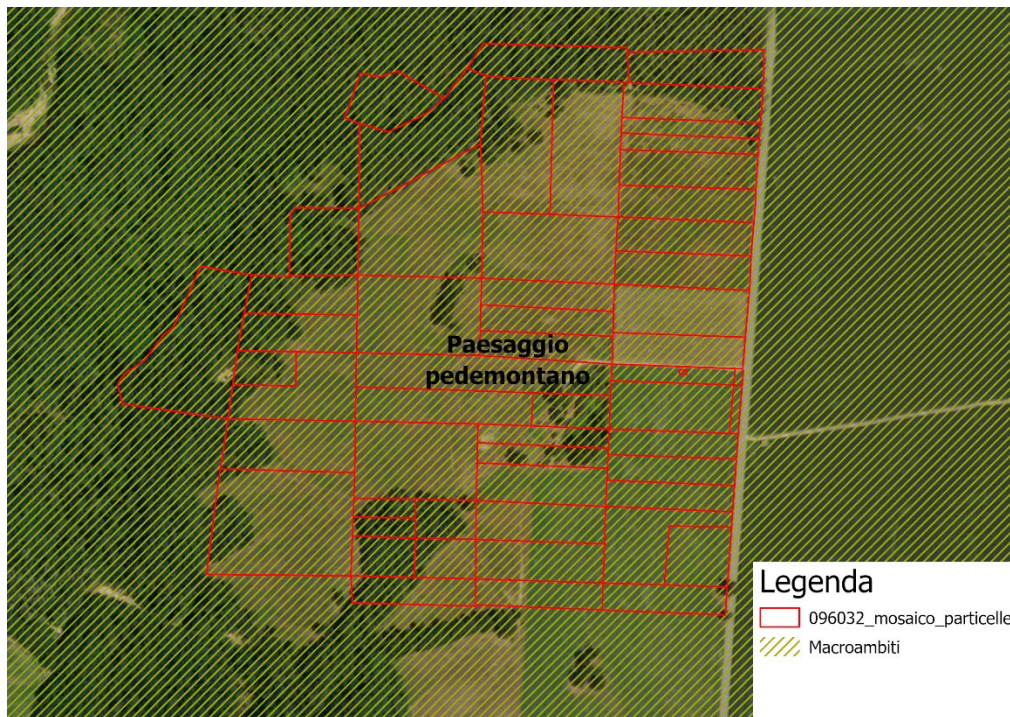 Paesaggio
pedemontano
Legenda
096032_mosaico_particelle
Macroambiti